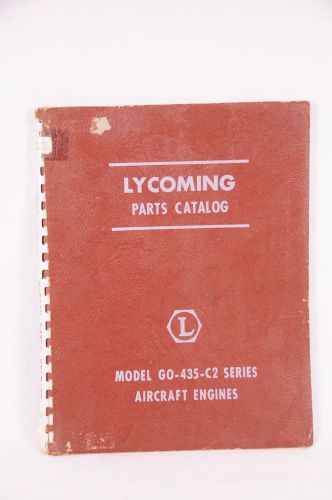 LYCOMING
PARTS CATALOG
L
MODEL GO-435-C2 SERIES
AIRCRAFT ENGINES